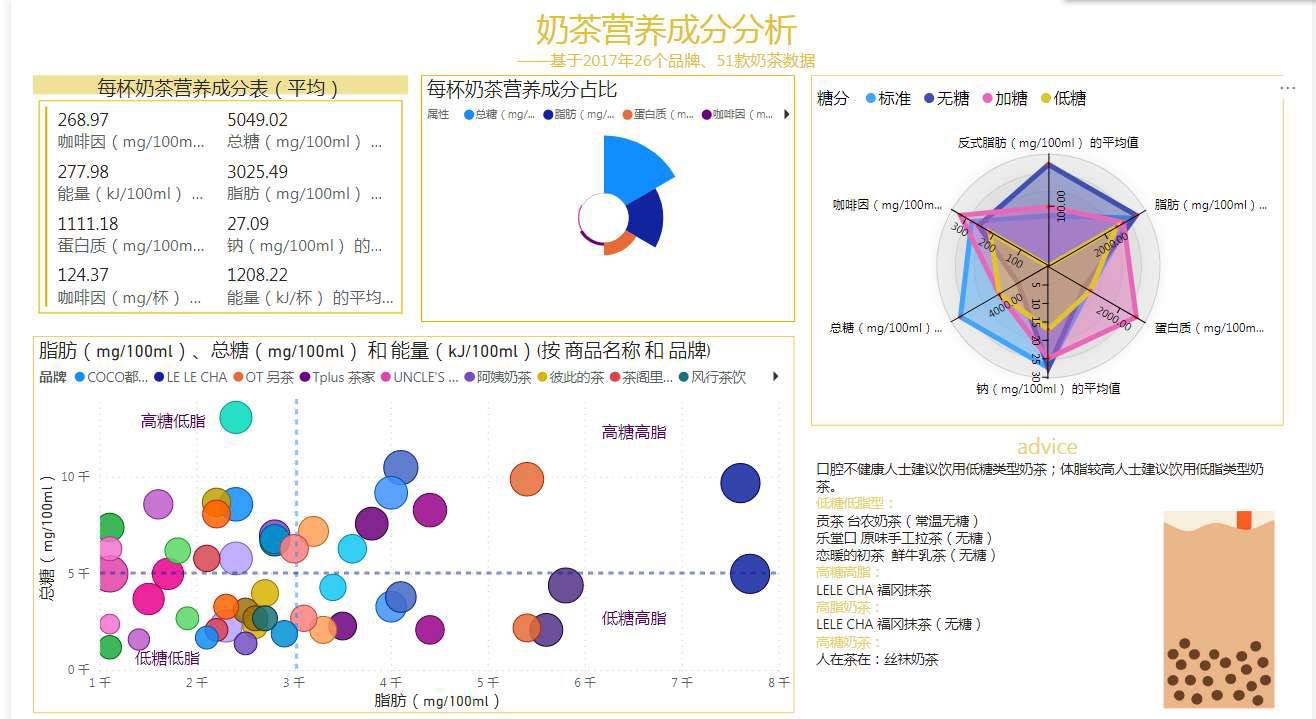 奶茶营养成分分析
——基于2017年26个品牌、51款奶茶数据
每杯奶茶营养成分表（平均）
268.97
咖啡因（mg/100m...
5049.02
总糖（mg/100ml） ...
277.98
能量（kJ/100ml） ...
3025.49
脂肪（mg/100ml） ...
1111.18
蛋白质（mg/100m...
27.09
钠（mg/100ml） 的...
124.37
咖啡因（mg/杯） ...
1208.22
能量（kJ/杯） 的平均...
每杯奶茶营养成分占比
属性 总糖（mg/... 脂肪（mg/... 蛋白质（m... 咖啡因（m...
糖分 标准 无糖 加糖 低糖
...
反式脂肪（mg/100ml） 的平均值
咖啡因（mg/100m...
脂肪（mg/100ml）...
总糖（mg/100ml）...
蛋白质（mg/100m...
钠（mg/100ml） 的平均值
100.00
2000.00
2000.00
5 10 15 20 25 30
4000.00
100 200 300
脂肪（mg/100ml）、总糖（mg/100ml） 和 能量（kJ/100ml）(按 商品名称 和 品牌)
品牌 COCO都... LE LE CHA OT 另茶 Tplus 茶家 UNCLE'S ... 阿姨奶茶 彼此的茶 茶阁里... 风行茶饮
高糖低脂
高糖高脂
低糖高脂
低糖低脂
总糖（mg/100ml）
10 千
5 千
0 千
1 千 2 千 3 千 4 千 5 千 6 千 7 千 8 千
脂肪（mg/100ml）
advice
口腔不健康人士建议饮用低糖类型奶茶；体脂较高人士建议饮用低脂类型奶
茶。
低糖低脂型：
贡茶 台农奶茶（常温无糖）
乐堂口 原味手工拉茶（无糖）
恋暖的初茶 鲜牛乳茶（无糖）
高糖高脂：
LELE CHA 福冈抹茶
高脂奶茶：
LELE CHA 福冈抹茶（无糖）
高糖奶茶：
人在茶在：丝袜奶茶